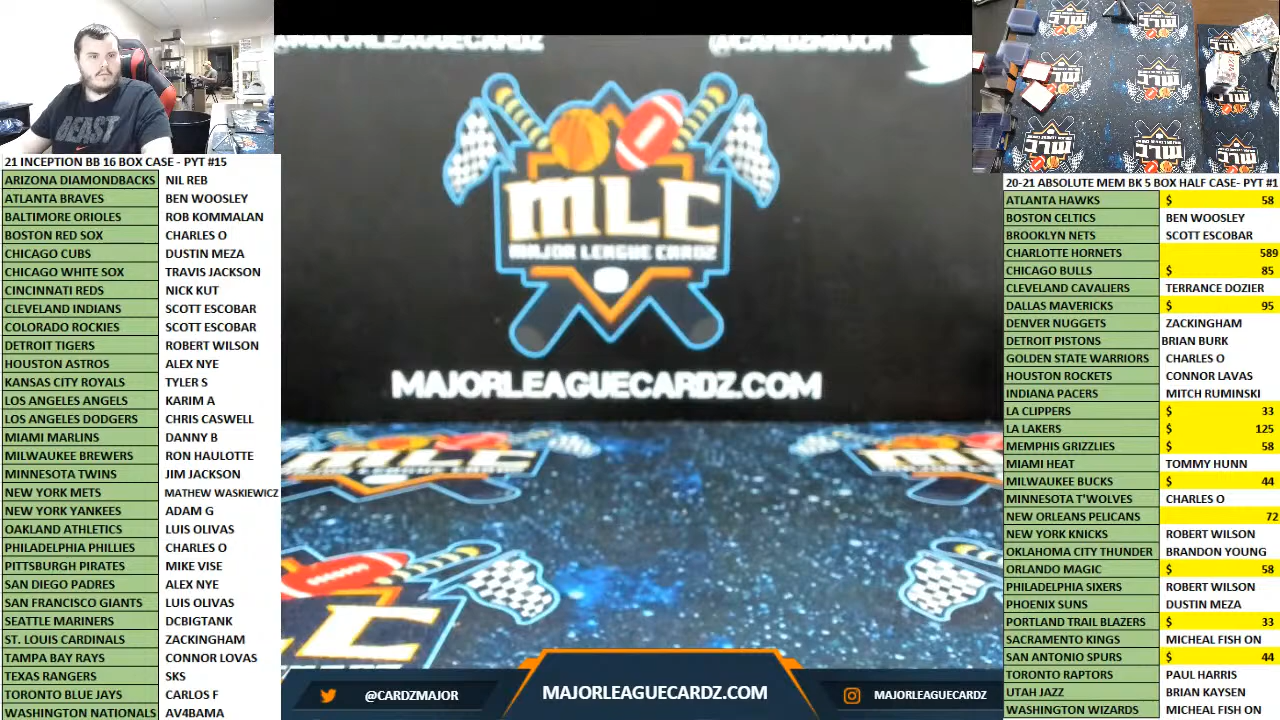 @CARDZMAJOR
BEAST
21 INCEPTION BB 16 BOX CASE - PYT #15
ARIZONA DIAMONDBACKS NIL REB
ATLANTA BRAVES BEN WOOSLEY
BALTIMORE ORIOLES ROB KOMMALAN
BOSTON RED SOX CHARLES O
CHICAGO CUBS DUSTIN MEZA
CHICAGO WHITE SOX TRAVIS JACKSON
CINCINNATI REDS NICK KUT
CLEVELAND INDIANS SCOTT ESCOBAR
COLORADO ROCKIES SCOTT ESCOBAR
DETROIT TIGERS ROBERT WILSON
HOUSTON ASTROS ALEX NYE
KANSAS CITY ROYALS TYLER S
LOS ANGELES ANGELS KARIM A
LOS ANGELES DODGERS CHRIS CASWELL
MIAMI MARLINS DANNY B
MILWAUKEE BREWERS RON HAULOTTE
MINNESOTA TWINS JIM JACKSON
NEW YORK METS MATHEW WASKIEWICZ
NEW YORK YANKEES ADAM G
OAKLAND ATHLETICS LUIS OLIVAS
PHILADELPHIA PHILLIES CHARLES O
PITTSBURGH PIRATES MIKE VISE
SAN DIEGO PADRES ALEX NYE
SAN FRANCISCO GIANTS LUIS OLIVAS
SEATTLE MARINERS DCBIGTANK
ST. LOUIS CARDINALS ZACKINGHAM
TAMPA BAY RAYS CONNOR LOVAS
TEXAS RANGERS SKS
TORONTO BLUE JAYS CARLOS F
WASHINGTON NATIONALS AV4BAMA
MLC
MAJOR LEAGUE CARDZ
MAJORLEAGUECARDZ.COM
MLC
MLC
@CARDZMAJOR
MAJORLEAGUECARDZ.COM
MAJORLEAGUECARDZ
20-21 ABSOLUTE MEM BK 5 BOX HALF CASE- PYT #1
ATLANTA HAWKS $ 58
BOSTON CELTICS BEN WOOSLEY
BROOKLYN NETS SCOTT ESCOBAR
CHARLOTTE HORNETS 589
CHICAGO BULLS $ 85
CLEVELAND CAVALIERS TERRANCE DOZIER
DALLAS MAVERICKS $ 95
DENVER NUGGETS ZACKINGHAM
DETROIT PISTONS BRIAN BURK
GOLDEN STATE WARRIORS CHARLES O
HOUSTON ROCKETS CONNOR LAVAS
INDIANA PACERS MITCH RUMINSKI
LA CLIPPERS $ 33
LA LAKERS $ 125
MEMPHIS GRIZZLIES $ 58
MIAMI HEAT TOMMY HUNN
MILWAUKEE BUCKS $ 44
MINNESOTA T'WOLVES CHARLES O
NEW ORLEANS PELICANS 72
NEW YORK KNICKS ROBERT WILSON
OKLAHOMA CITY THUNDER BRANDON YOUNG
ORLANDO MAGIC $ 58
PHILADELPHIA SIXERS ROBERT WILSON
PHOENIX SUNS DUSTIN MEZA
PORTLAND TRAIL BLAZERS $ 33
SACRAMENTO KINGS MICHEAL FISH ON
SAN ANTONIO SPURS $ 44
TORONTO RAPTORS PAUL HARRIS
UTAH JAZZ BRIAN KAYSEN
WASHINGTON WIZARDS MICHEAL FISH ON